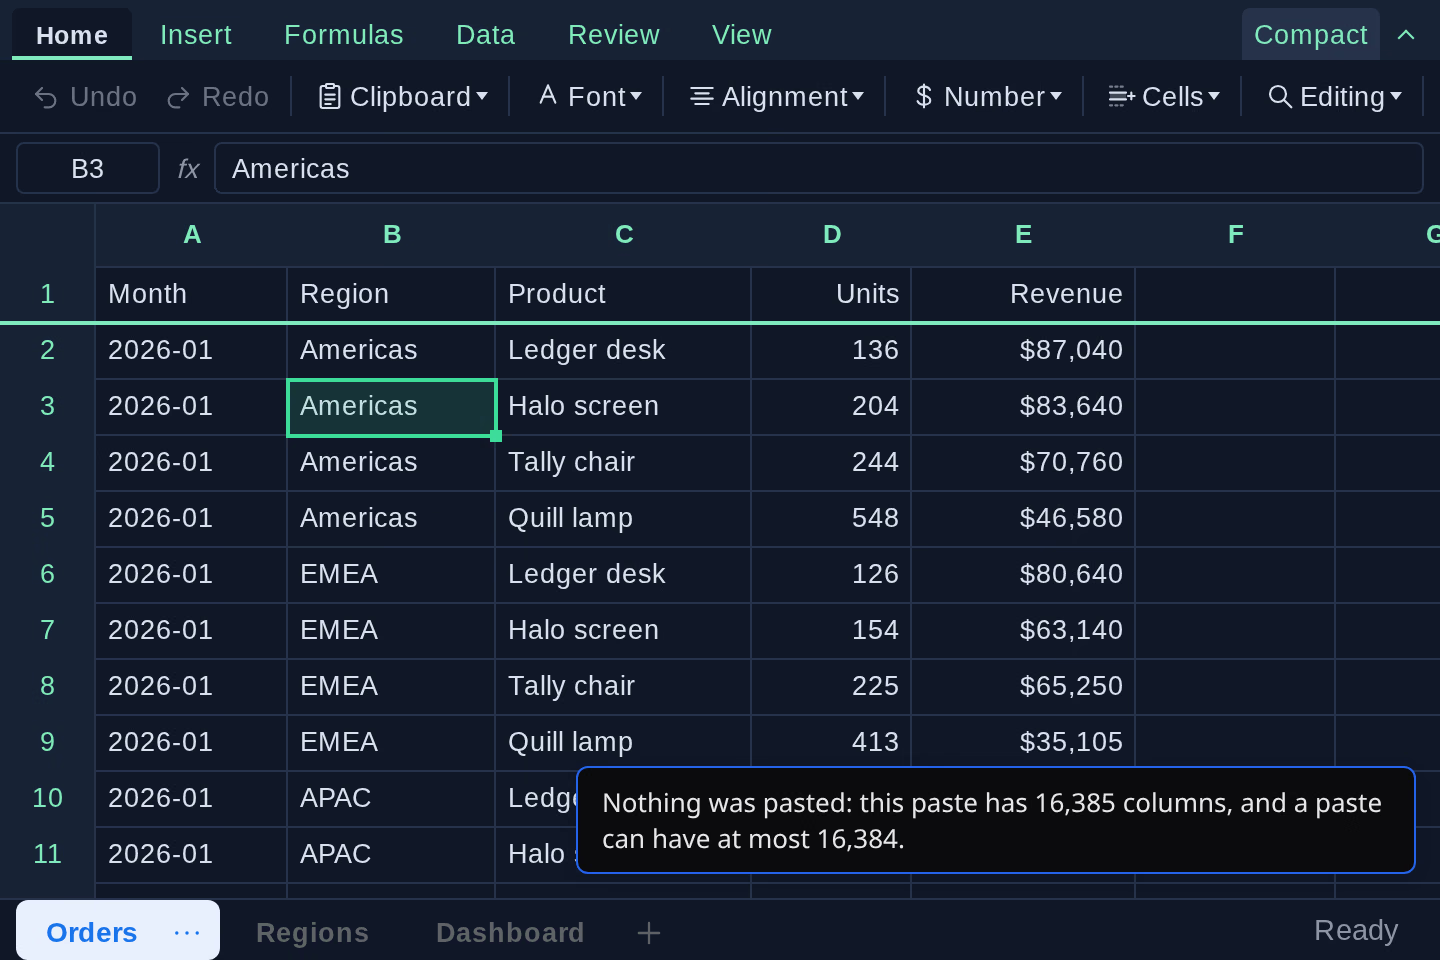 Home Insert Formulas Data Review View Compact
Undo Redo Clipboard Font Alignment Number Cells Editing
B3 fx Americas
A B C D E F G
1 Month Region Product Units Revenue
2 2026-01 Americas Ledger desk 136 $87,040
3 2026-01 Americas Halo screen 204 $83,640
4 2026-01 Americas Tally chair 244 $70,760
5 2026-01 Americas Quill lamp 548 $46,580
6 2026-01 EMEA Ledger desk 126 $80,640
7 2026-01 EMEA Halo screen 154 $63,140
8 2026-01 EMEA Tally chair 225 $65,250
9 2026-01 EMEA Quill lamp 413 $35,105
10 2026-01 APAC
11 2026-01 APAC Halo
Nothing was pasted: this paste has 16,385 columns, and a paste
can have at most 16,384.
Orders ··· Regions Dashboard Ready